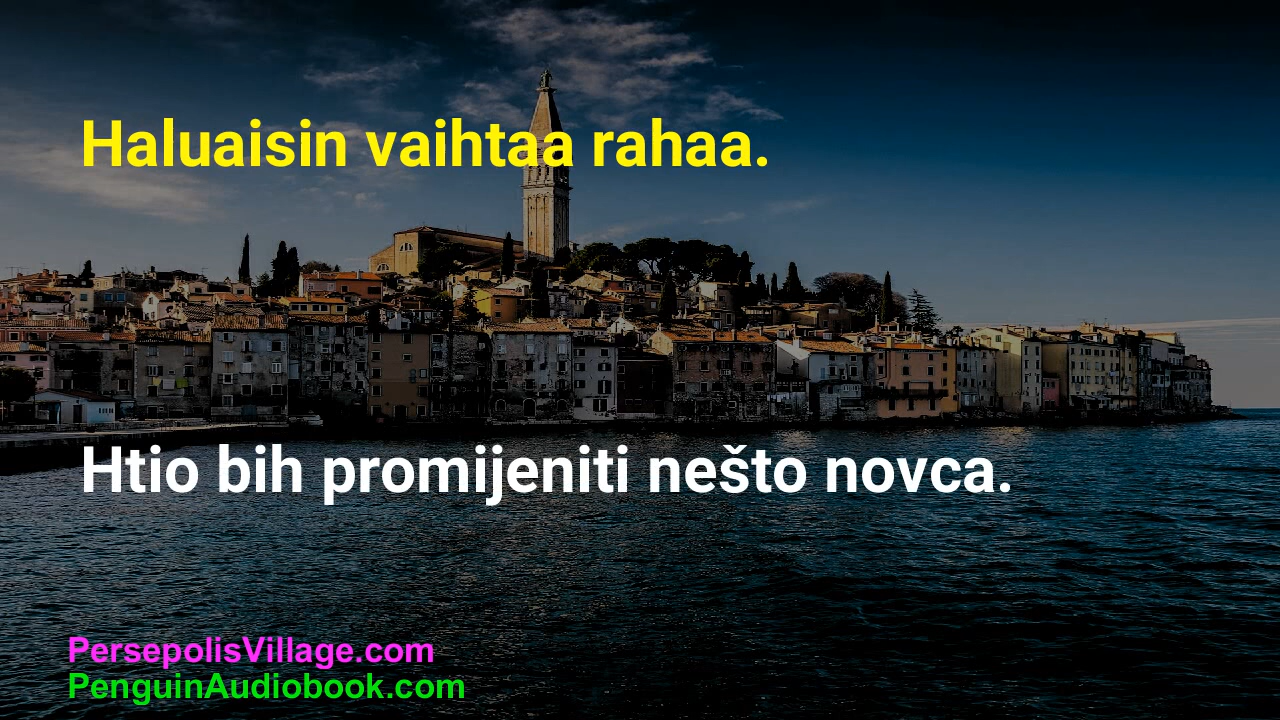 Haluaisin vaihtaa rahaa.
Htio bih promijeniti nešto novca.
PersepolisVillage.com
PenguinAudiobook.com